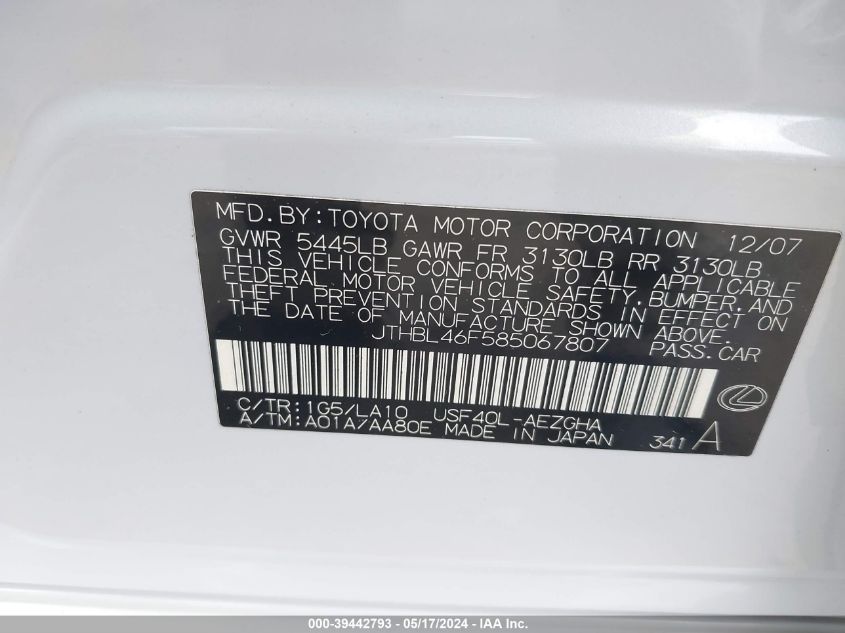 MFD.BY:TOYOTA MOTOR CORPORATION 12/07
GVWR 5445LB GAWR FR 3130LB RR 3130LB
THIS VEHICLE CONFORMS TO ALL APPLICABLE
FEDERAL MOTOR VEHICLE SAFETY,BUMPER,AND
THEFT PREVENTION STANDARDS IN EFFECT ON
THE DATE OF MANUFACTURE SHOWN ABOVE.
JTHBL46F585067807 PASS.CAR
C/TR:1G5/LA10 USF40L-AEZGHA
A/TM:A01A/AA80E MADE IN JAPAN 341 A
000-39442793 - 05/17/2024 - IAA Inc.